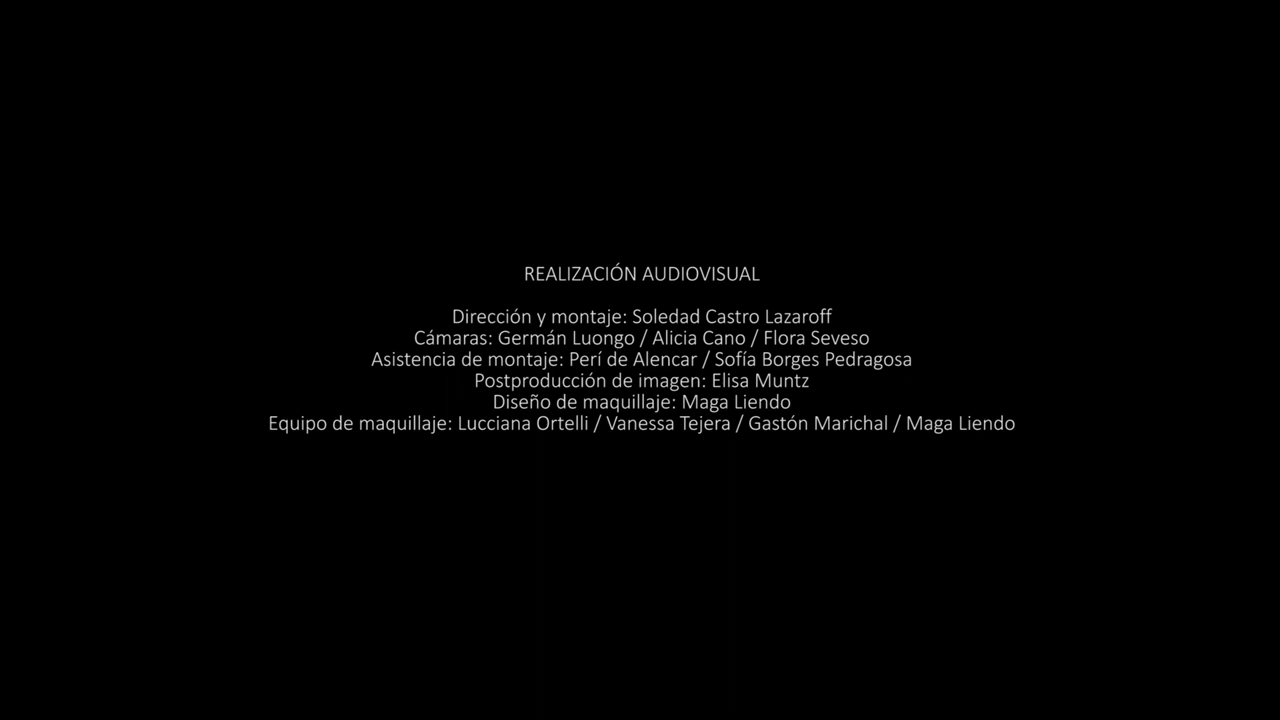 REALIZACIÓN AUDIOVISUAL
Dirección y montaje: Soledad Castro Lazaroff
Cámaras: Germán Luongo / Alicia Cano / Flora Seveso
Asistencia de montaje: Perí de Alencar / Sofía Borges Pedragosa
Postproducción de imagen: Elisa Muntz
Diseño de maquillaje: Maga Liendo
Equipo de maquillaje: Lucciana Ortelli / Vanessa Tejera / Gastón Marichal / Maga Liendo